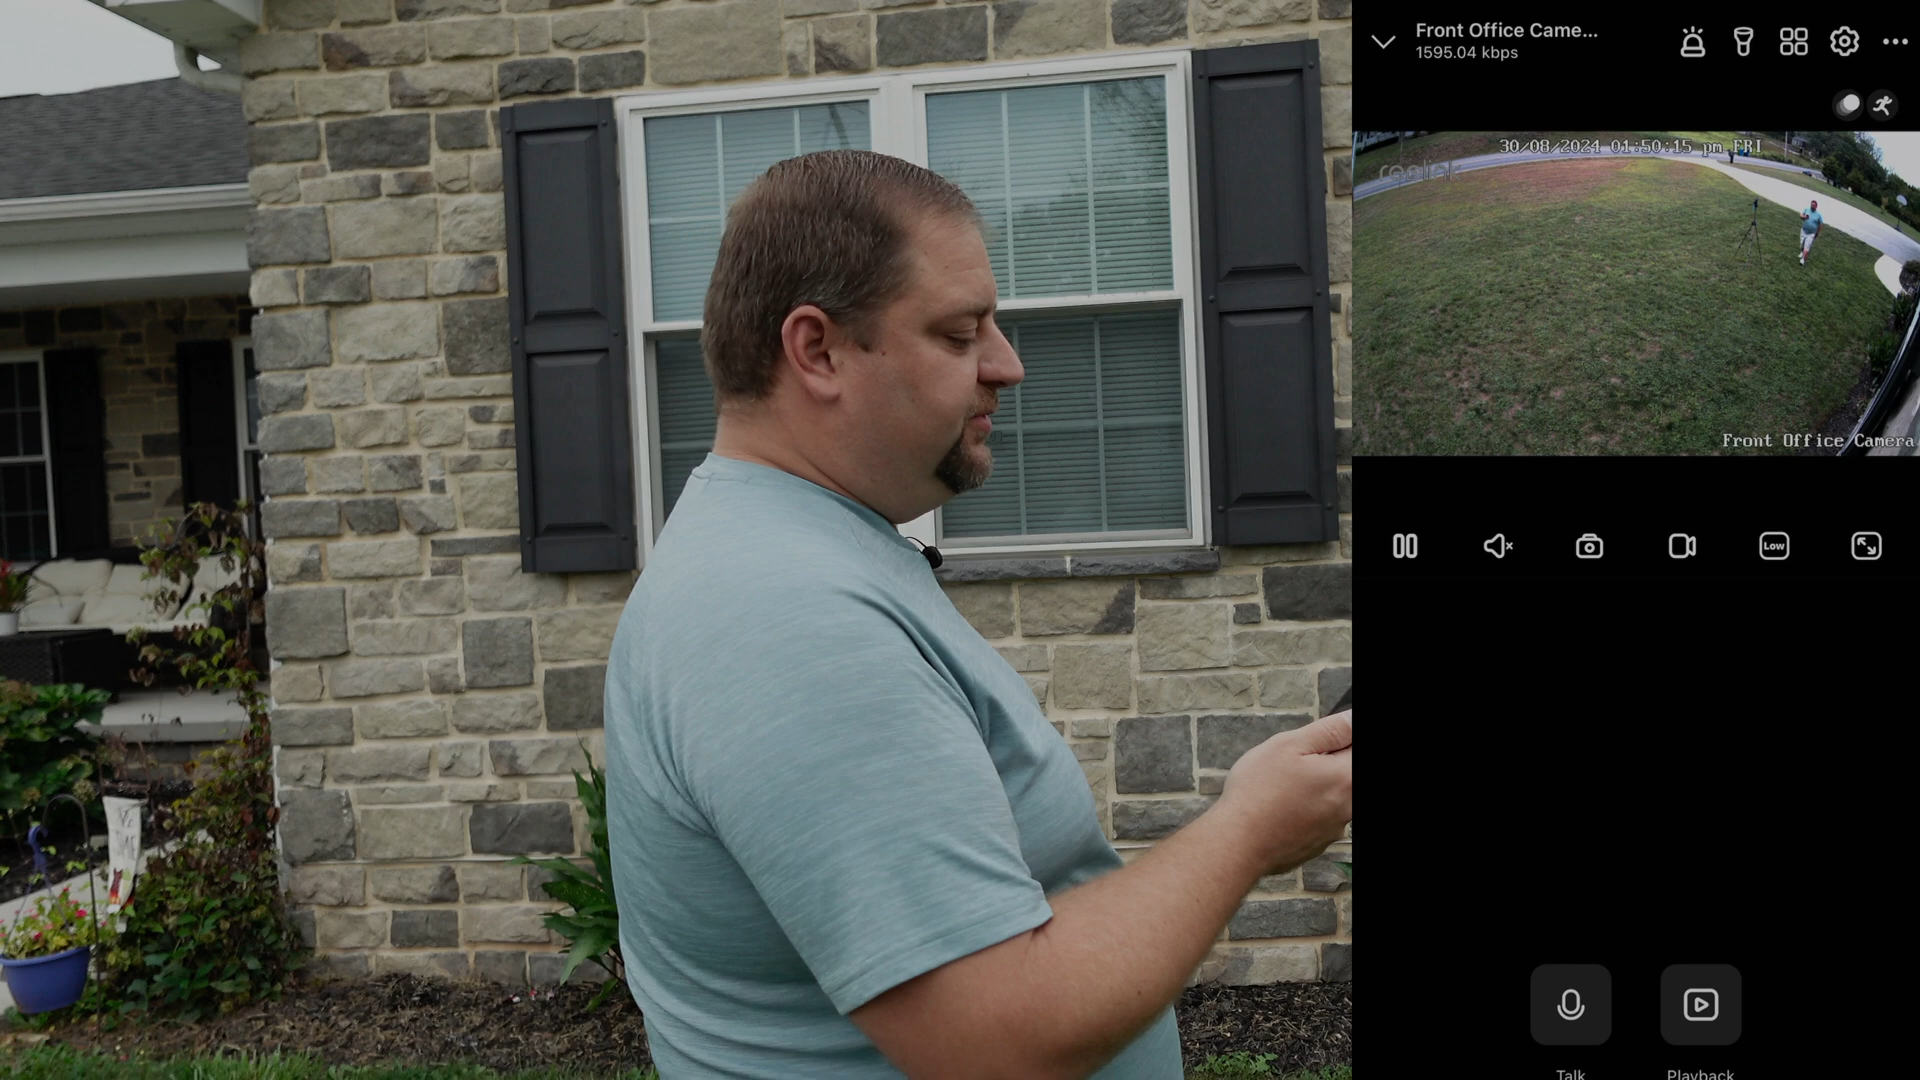 Front Office Came...
1595.04 kbps
30/08/2024 01:50:15 pm FRI
reolink
Front Office Camera
Low
Talk
Playback